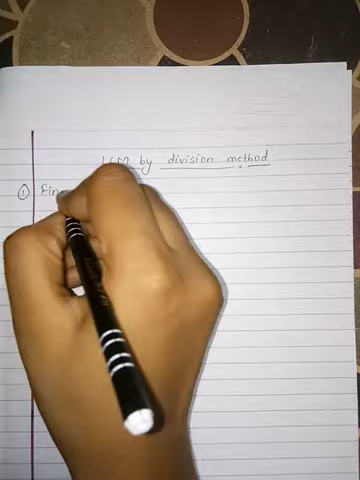 LCM by division method
① Fin